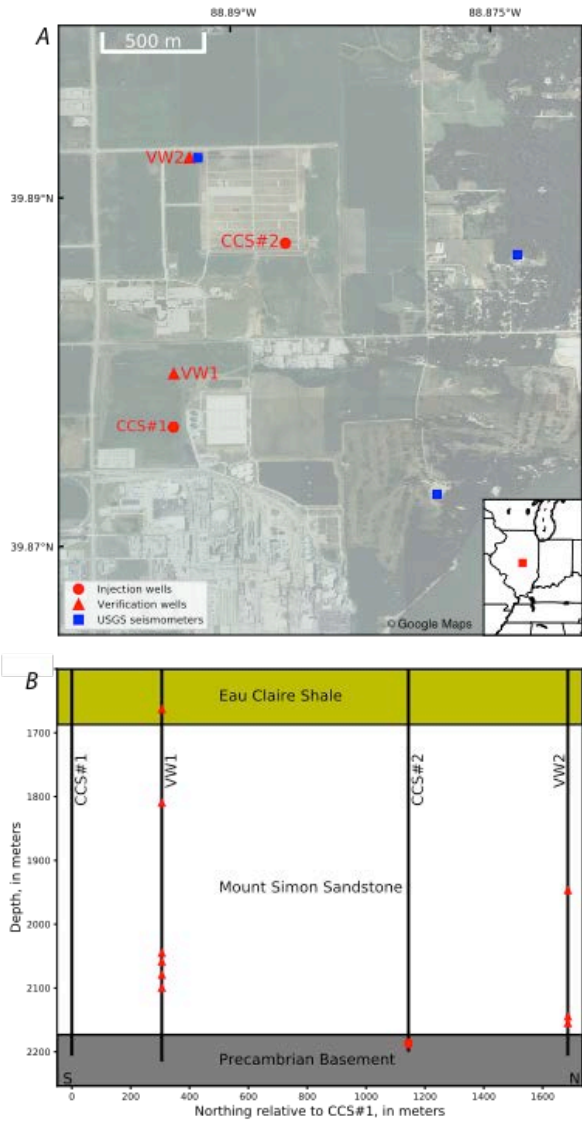 88.89°W
88.875°W
A
500 m
VW2
39.89°N
CCS#2
VW1
CCS#1
39.87°N
Injection wells
Verification wells
USGS seismometers
© Google Maps
B
Eau Claire Shale
1700
CCS#1
VW1
CCS#2
VW2
1800
1900
Mount Simon Sandstone
Depth, in meters
2000
2100
2200
Precambrian Basement
S
N
0
200
400
600
800
1000
1200
1400
1600
Northing relative to CCS#1, in meters